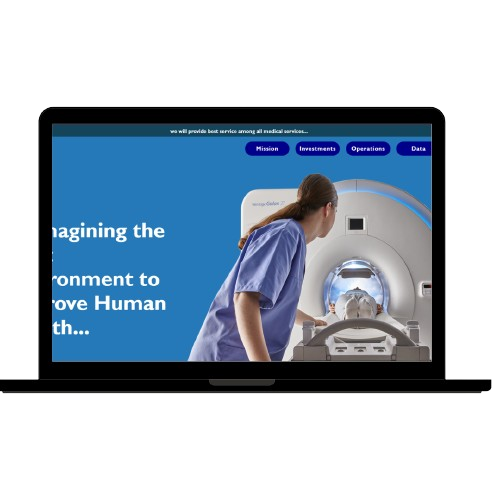 we will provide best service among all medical services...
Mission
Investments
Operations
Data
magining the
ronment to
rove Human
th...